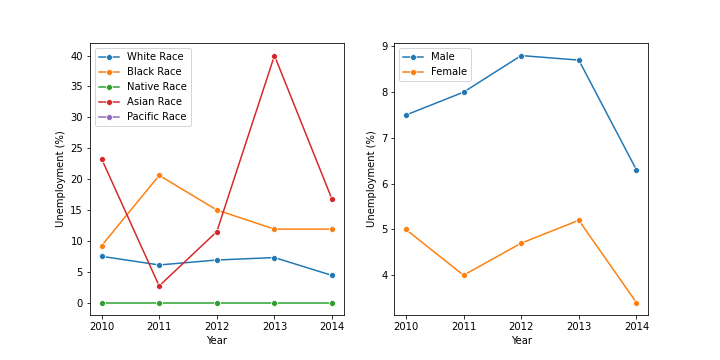 White Race
Black Race
Native Race
Asian Race
Pacific Race
40
35
30
25
20
15
10
5
0
Unemployment (%)
2010 2011 2012 2013 2014
Year
Male
Female
9
8
7
6
5
4
Unemployment (%)
2010 2011 2012 2013 2014
Year